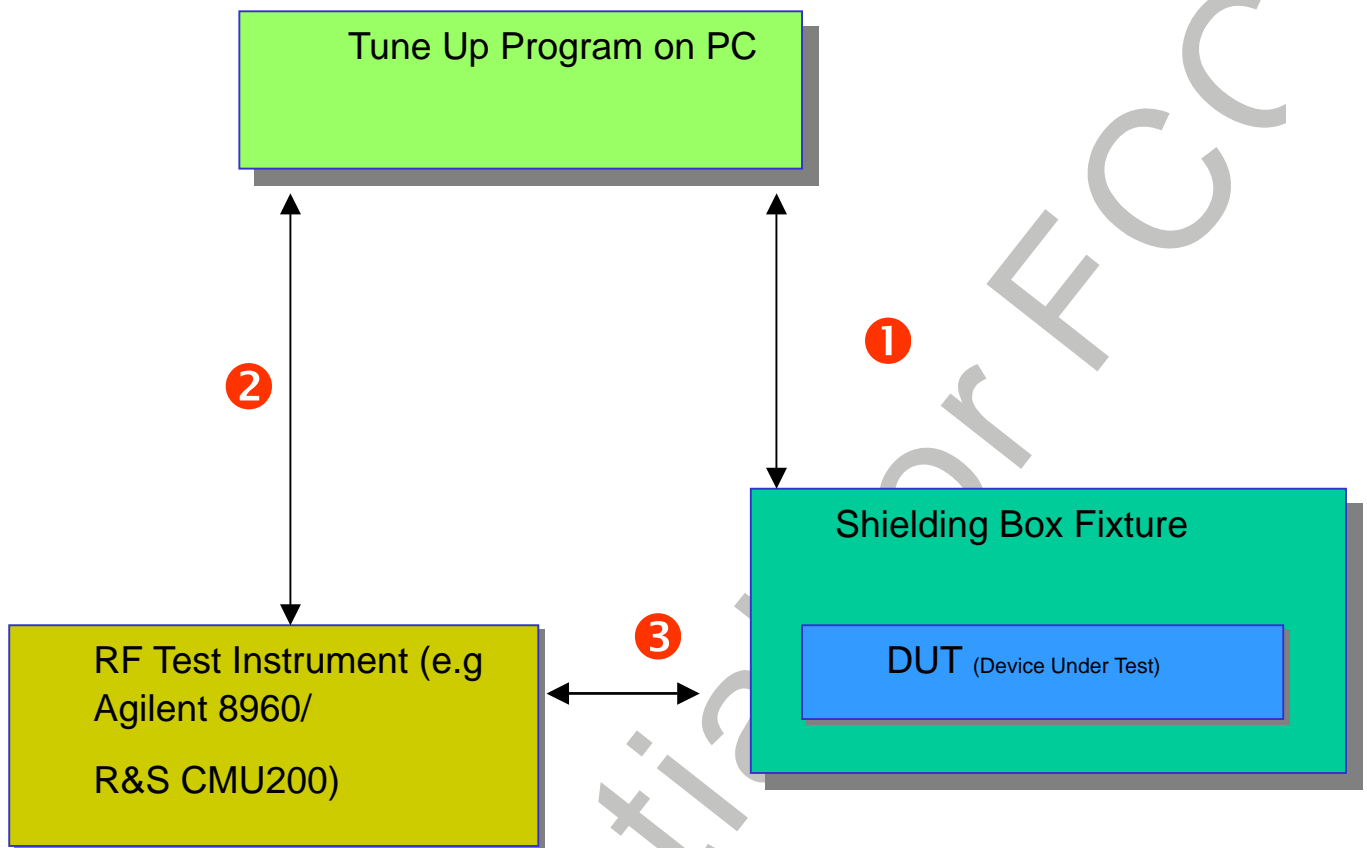 Tune Up Program on PC
1
2
Shielding Box Fixture
3
RF Test Instrument (e.g
Agilent 8960/
R&S CMU200)
DUT (Device Under Test)